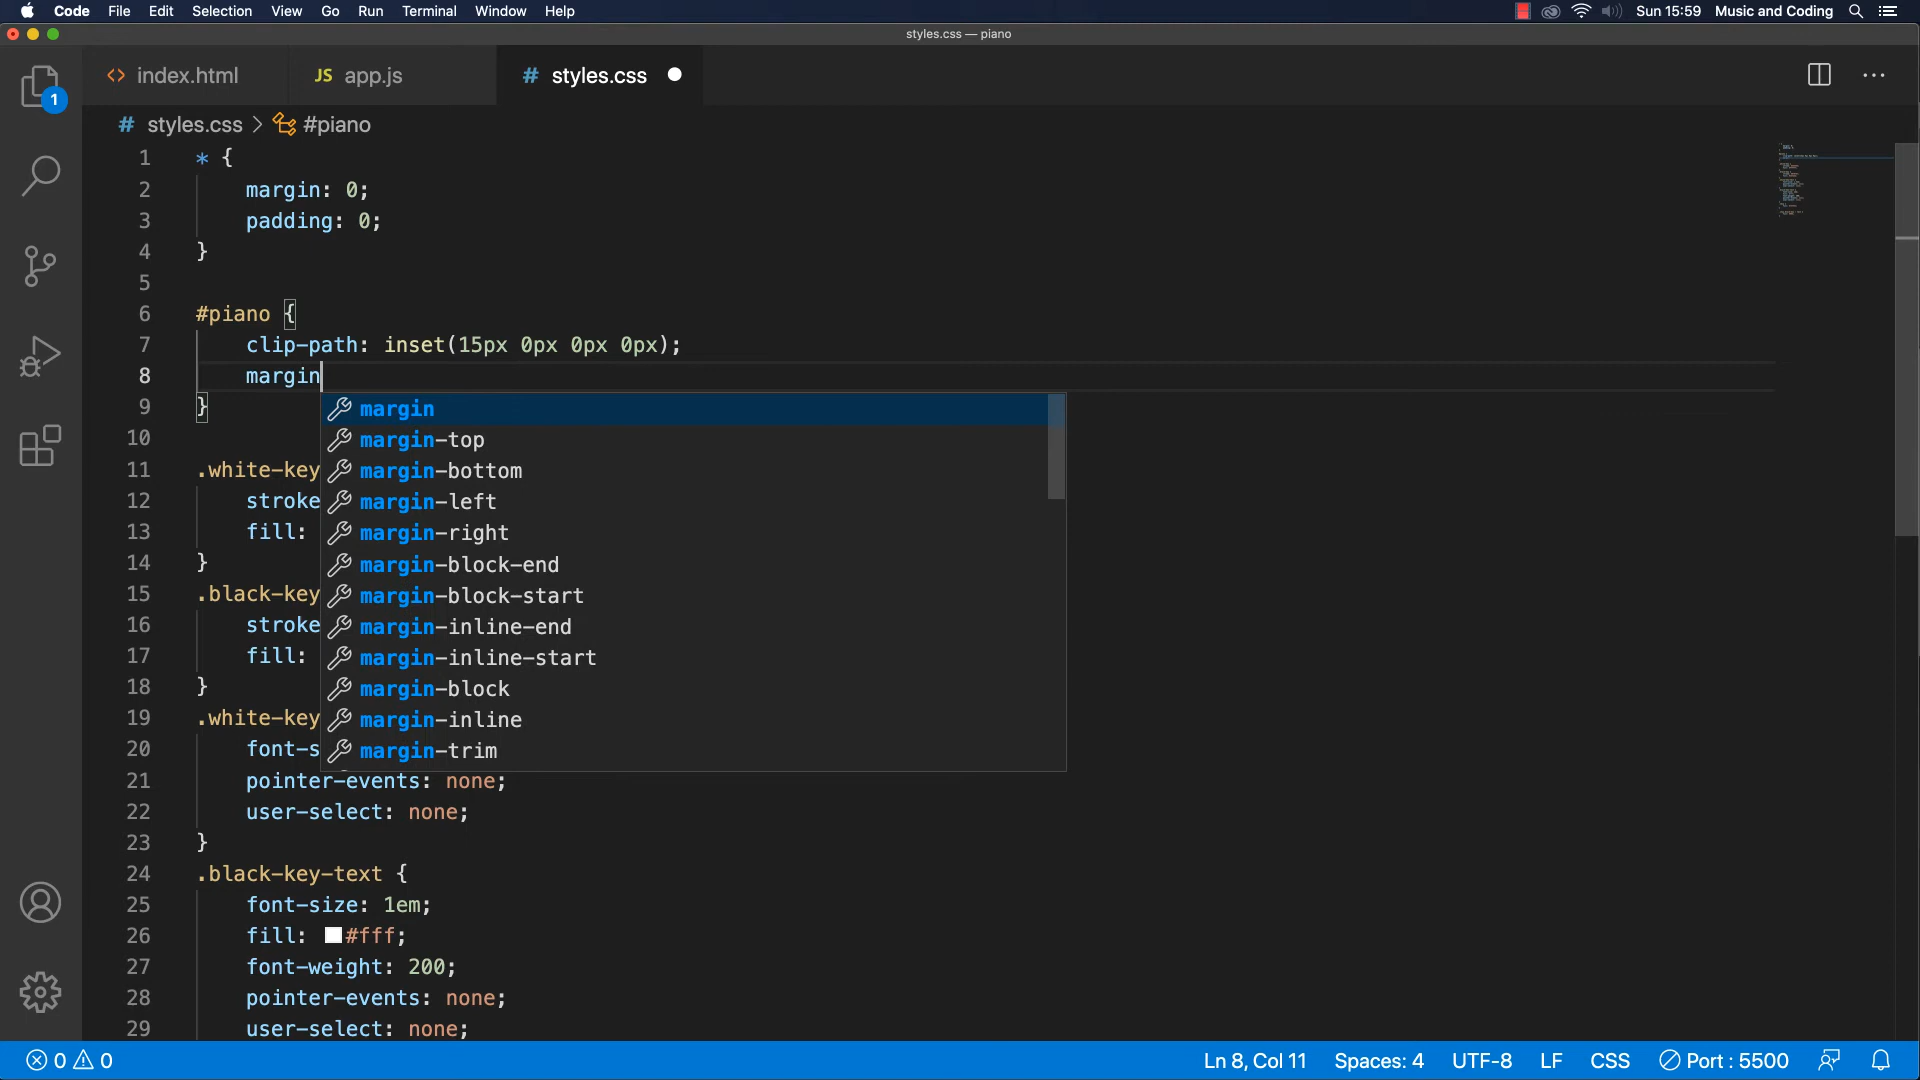 Code File Edit Selection View Go Run Terminal Window Help Sun 15:59 Music and Coding
styles.css — piano
<> index.html JS app.js # styles.css
1
# styles.css > #piano
1 * {
2 margin: 0;
3 padding: 0;
4 }
5
6 #piano {
7 clip-path: inset(15px 0px 0px 0px);
8 margin
9 }
margin
10 margin-top
11 .white-key margin-bottom
12 stroke margin-left
13 fill: margin-right
14 } margin-block-end
15 .black-key margin-block-start
16 stroke margin-inline-end
17 fill: margin-inline-start
18 } margin-block
19 .white-key margin-inline
20 font-s margin-trim
21 pointer-events: none;
22 user-select: none;
23 }
24 .black-key-text {
25 font-size: 1em;
26 fill: #fff;
27 font-weight: 200;
28 pointer-events: none;
29 user-select: none;
0 0 Ln 8, Col 11 Spaces: 4 UTF-8 LF CSS Port : 5500